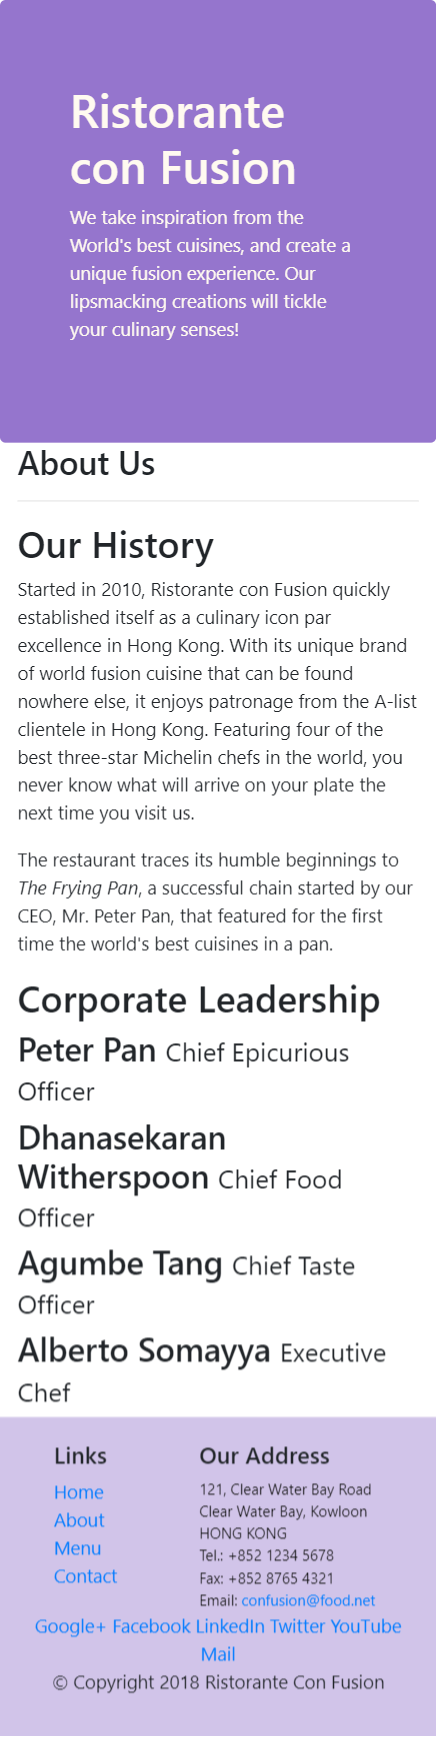 Ristorante
con Fusion
We take inspiration from the
World's best cuisines, and create a
unique fusion experience. Our
lipsmacking creations will tickle
your culinary senses!
About Us
Our History
Started in 2010, Ristorante con Fusion quickly
established itself as a culinary icon par
excellence in Hong Kong. With its unique brand
of world fusion cuisine that can be found
nowhere else, it enjoys patronage from the A-list
clientele in Hong Kong. Featuring four of the
best three-star Michelin chefs in the world, you
never know what will arrive on your plate the
next time you visit us.
The restaurant traces its humble beginnings to
The Frying Pan, a successful chain started by our
CEO, Mr. Peter Pan, that featured for the first
time the world's best cuisines in a pan.
Corporate Leadership
Peter Pan Chief Epicurious
Officer
Dhanasekaran
Witherspoon Chief Food
Officer
Agumbe Tang Chief Taste
Officer
Alberto Somayya Executive
Chef
Links
Home
About
Menu
Contact
Our Address
121, Clear Water Bay Road
Clear Water Bay, Kowloon
HONG KONG
Tel.: +852 1234 5678
Fax: +852 8765 4321
Email: confusion@food.net
Google+ Facebook LinkedIn Twitter YouTube
Mail
© Copyright 2018 Ristorante Con Fusion